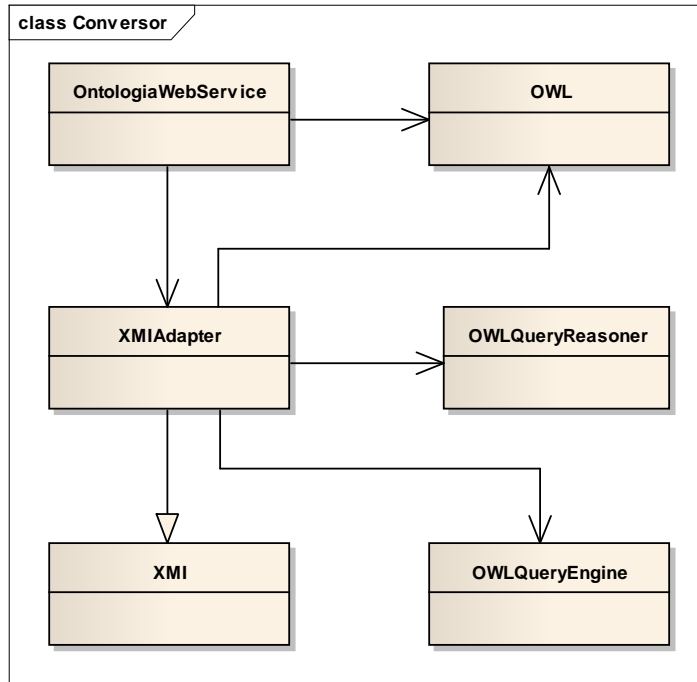 class Conversor
OntologiaWebService
OWL
XMIAdapter
OWLQueryReasoner
XMI
OWLQueryEngine